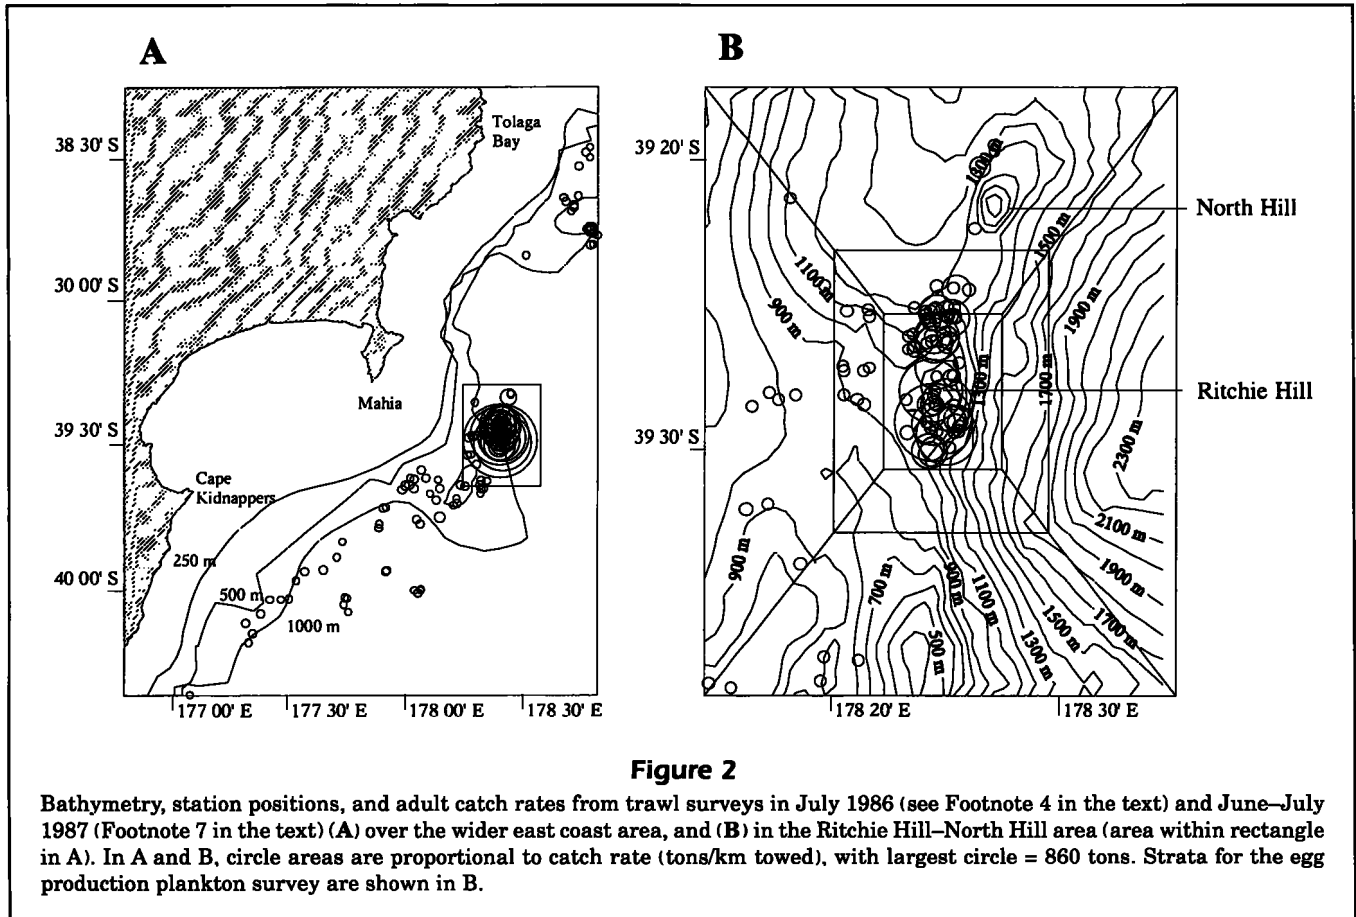 A
B
Tolaga
Bay
38 30' S
30 00' S
Mahia
39 30' S
Cape
Kidnappers
250 m
40 00' S
500 m
1000 m
177 00' E
177 30' E
178 00' E
178 30' E
39 20' S
1300 m
North Hill
1500 m
1100 m
900 m
1900 m
1300 m
1700 m
Ritchie Hill
39 30' S
2300 m
2100 m
900 m
700 m
900 m
1100 m
1900 m
1500 m
1700 m
500 m
1300 m
178 20' E
178 30' E
Figure 2
Bathymetry, station positions, and adult catch rates from trawl surveys in July 1986 (see Footnote 4 in the text) and June–July
1987 (Footnote 7 in the text) (A) over the wider east coast area, and (B) in the Ritchie Hill–North Hill area (area within rectangle
in A). In A and B, circle areas are proportional to catch rate (tons/km towed), with largest circle = 860 tons. Strata for the egg
production plankton survey are shown in B.